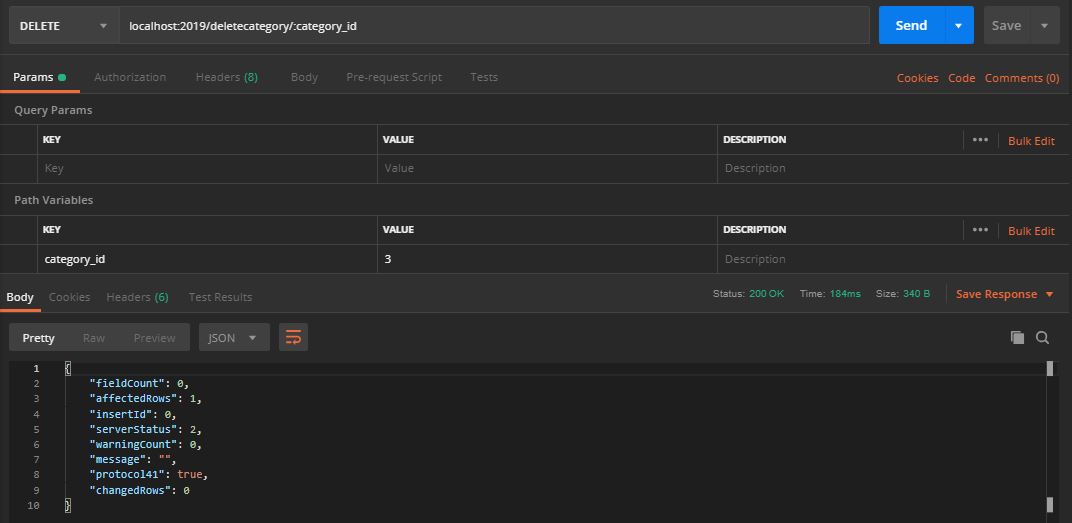 DELETE localhost:2019/deletecategory/:category_id Send Save
Params Authorization Headers (8) Body Pre-request Script Tests Cookies Code Comments (0)
Query Params
KEY VALUE DESCRIPTION ••• Bulk Edit
Key Value Description
Path Variables
KEY VALUE DESCRIPTION ••• Bulk Edit
category_id 3 Description
Body Cookies Headers (6) Test Results Status: 200 OK Time: 184ms Size: 340 B Save Response
Pretty Raw Preview JSON
1 {
2 "fieldCount": 0,
3 "affectedRows": 1,
4 "insertId": 0,
5 "serverStatus": 2,
6 "warningCount": 0,
7 "message": "",
8 "protocol41": true,
9 "changedRows": 0
10 }